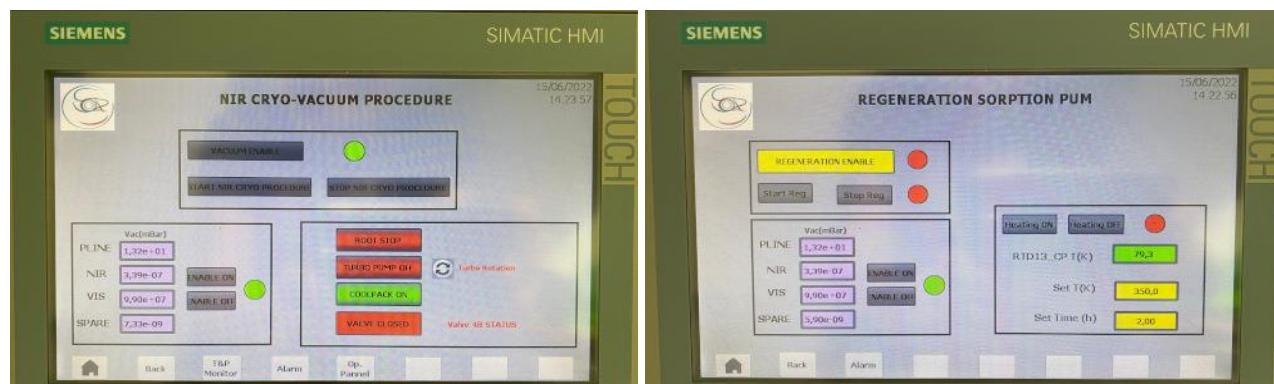 SIEMENS
SIMATIC HMI
TOUCH
15/06/2022
14.23 57
NIR CRYO-VACUUM PROCEDURE
VACUUM ENABLE
START NIR CRYO PROCEDURE
STOP NIR CRYO PROCEDURE
Vac(mBar)
PLINE 1,32e+01
NIR 3,39e-07
ENABLE ON
VIS 9,90e+07
NABLE OFF
SPARE 7,33e-09
ROOT STOP
TURBO PUMP OFF
Turbo Rotation
COOLPACK ON
VALVE CLOSED
Valve 4B STATUS
Back
T&P Monitor
Alarm
Op. Pannel
SIEMENS
SIMATIC HMI
TOUCH
15/06/2022
14 22.56
REGENERATION SORPTION PUM
REGENERATION ENABLE
Start Reg
Stop Reg
Vac(mBar)
PLINE 1,32e+01
NIR 3,39e-07
ENABLE ON
VIS 9,90e+07
NABLE OFF
SPARE 5,90e-09
Heating ON
Heating OFF
RTD13_CP T(K) 79,3
Set T(K) 350,0
Set Time (h) 2,00
Back
Alarm